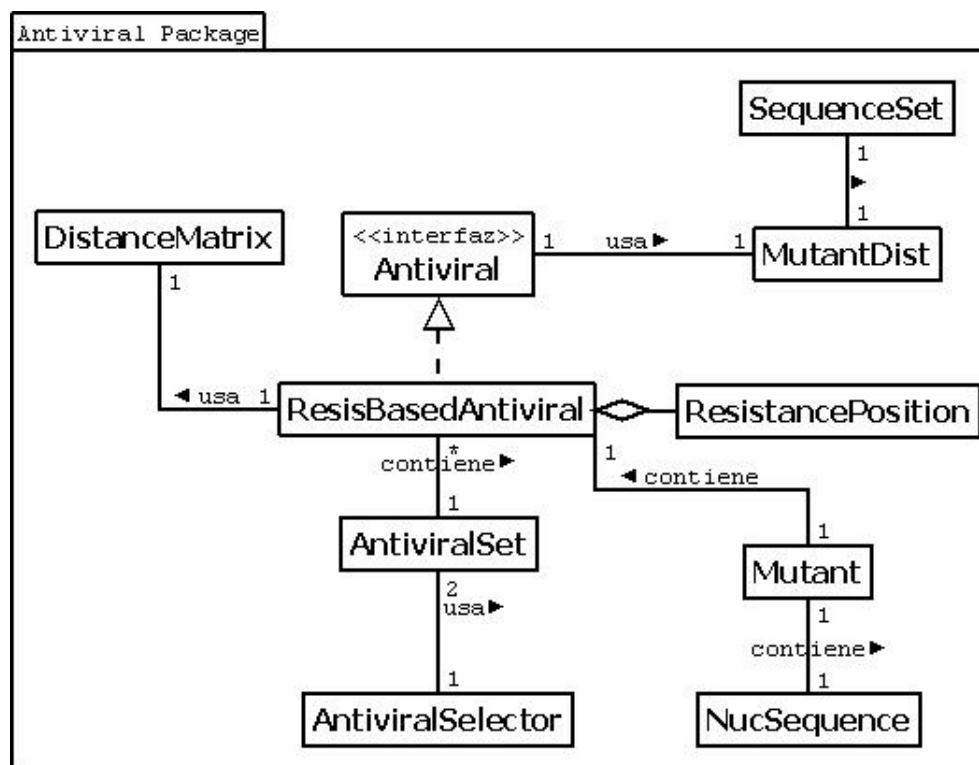 Antiviral Package
SequenceSet
1
1
DistanceMatrix
1
<<interfaz>>
Antiviral
1 usa 1
MutantDist
usa 1
ResisBasedAntiviral
ResistancePosition
*
contiene
1
1
contiene
1
AntiviralSet
Mutant
2
usa
1
1
contiene
1
AntiviralSelector
NucSequence